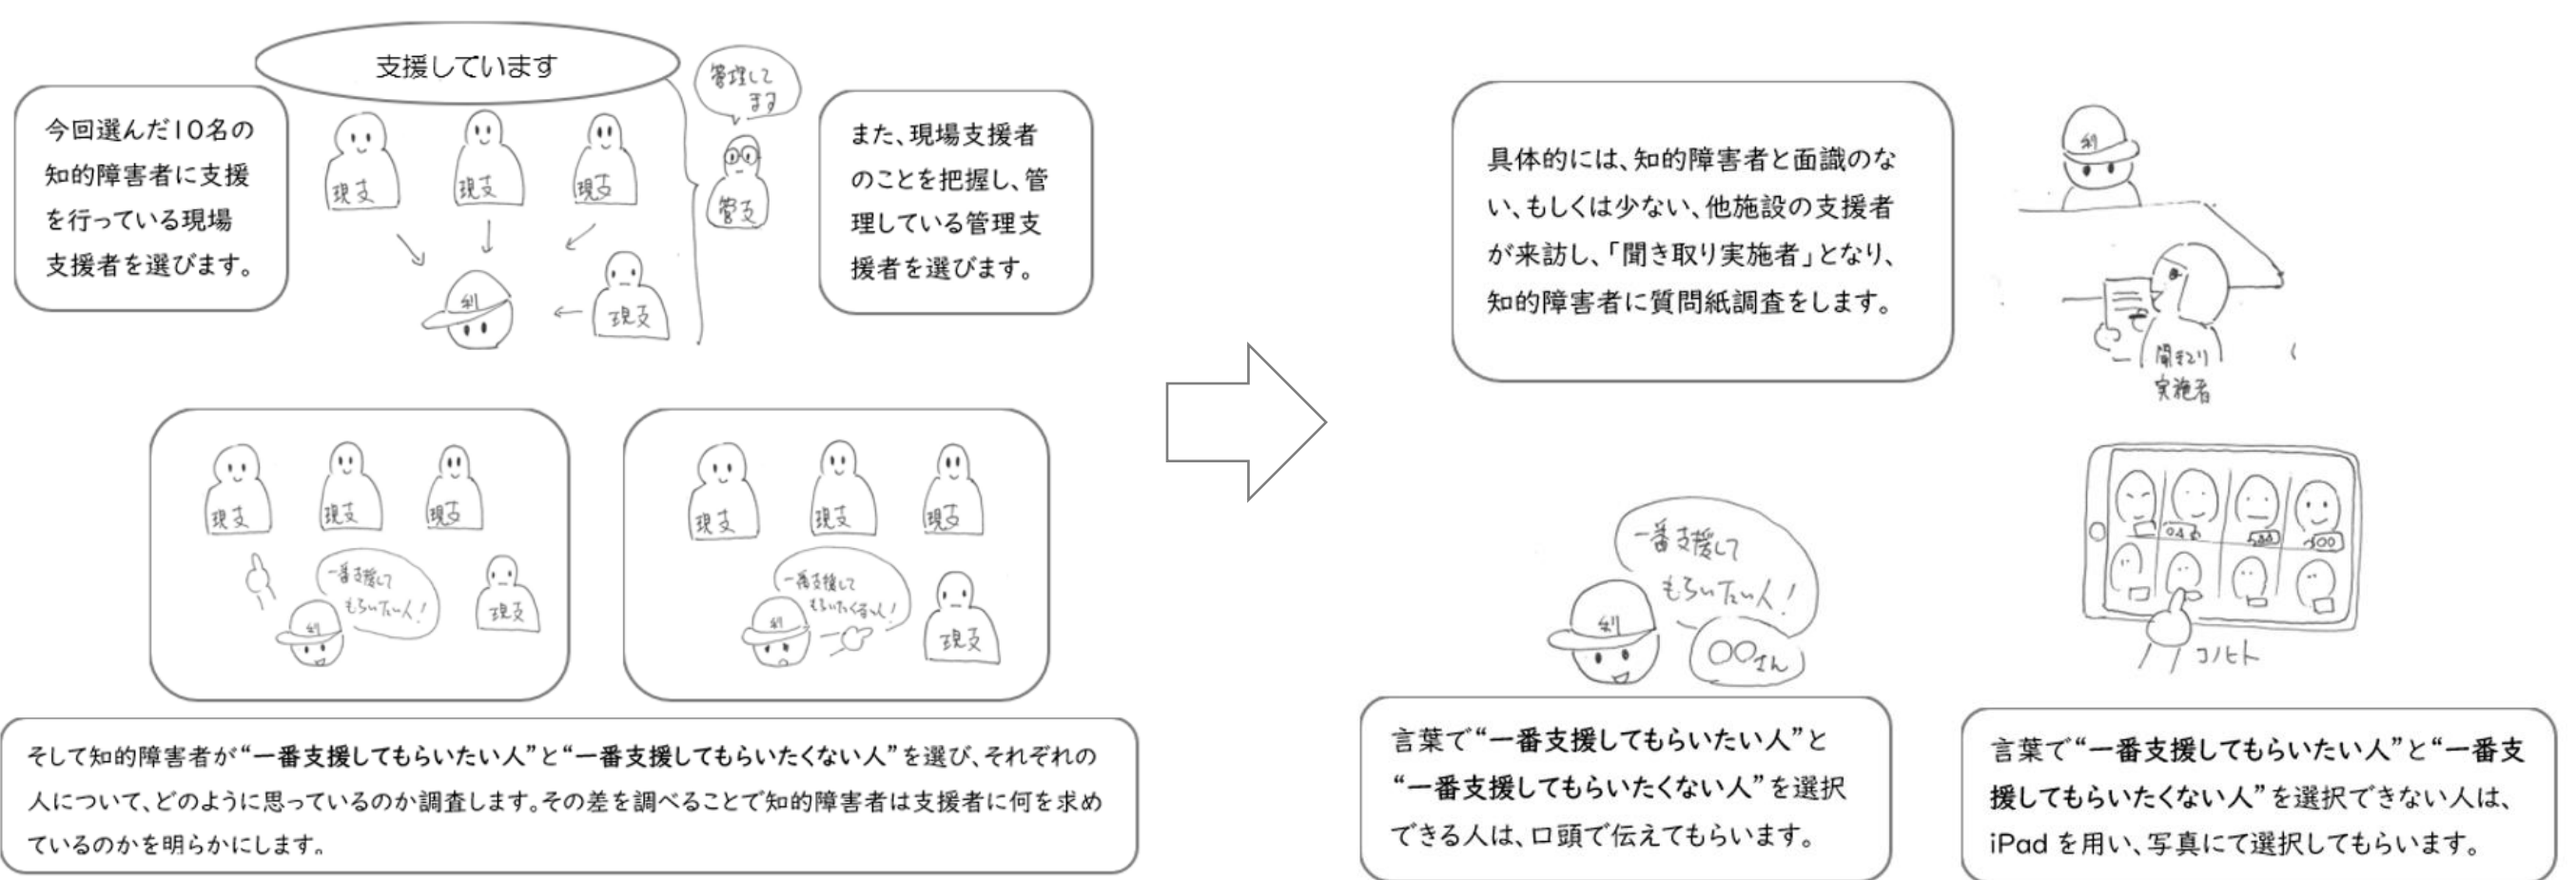 支援しています
管理して
ます
今回選んだ10名の
知的障害者に支援
を行っている現場
支援者を選びます。
現支
現支
現支
管支
利
現支
また、現場支援者
のことを把握し、管
理している管理支
援者を選びます。
現支
現支
現支
一番支援して
もらいたい人!
利
現支
現支
現支
現支
一番支援して
もらいたくない人!
利
現支
そして知的障害者が“一番支援してもらいたい人”と“一番支援してもらいたくない人”を選び、それぞれの
人について、どのように思っているのか調査します。その差を調べることで知的障害者は支援者に何を求め
ているのかを明らかにします。
具体的には、知的障害者と面識のな
い、もしくは少ない、他施設の支援者
が来訪し、「聞き取り実施者」となり、
知的障害者に質問紙調査をします。
利
聞きとり
実施者
一番支援して
もらいたい人!
利
〇〇さん
言葉で“一番支援してもらいたい人”と
“一番支援してもらいたくない人”を選択
できる人は、口頭で伝えてもらいます。
〇△
△△
〇〇
コノヒト
言葉で“一番支援してもらいたい人”と“一番支
援してもらいたくない人”を選択できない人は、
iPad を用い、写真にて選択してもらいます。